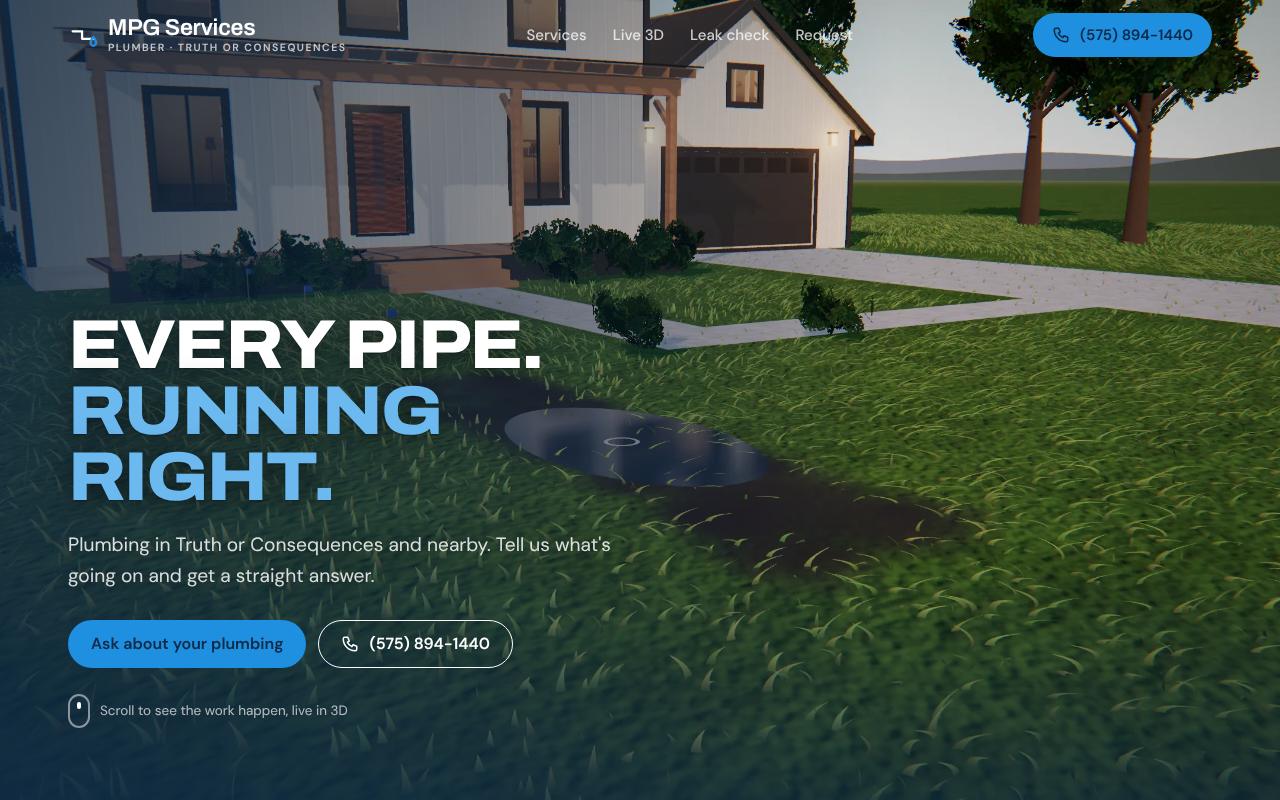 MPG Services
PLUMBER · TRUTH OR CONSEQUENCES
Services
Live 3D
Leak check
Request
(575) 894-1440
EVERY PIPE.
RUNNING
RIGHT.
Plumbing in Truth or Consequences and nearby. Tell us what's
going on and get a straight answer.
Ask about your plumbing
(575) 894-1440
Scroll to see the work happen, live in 3D